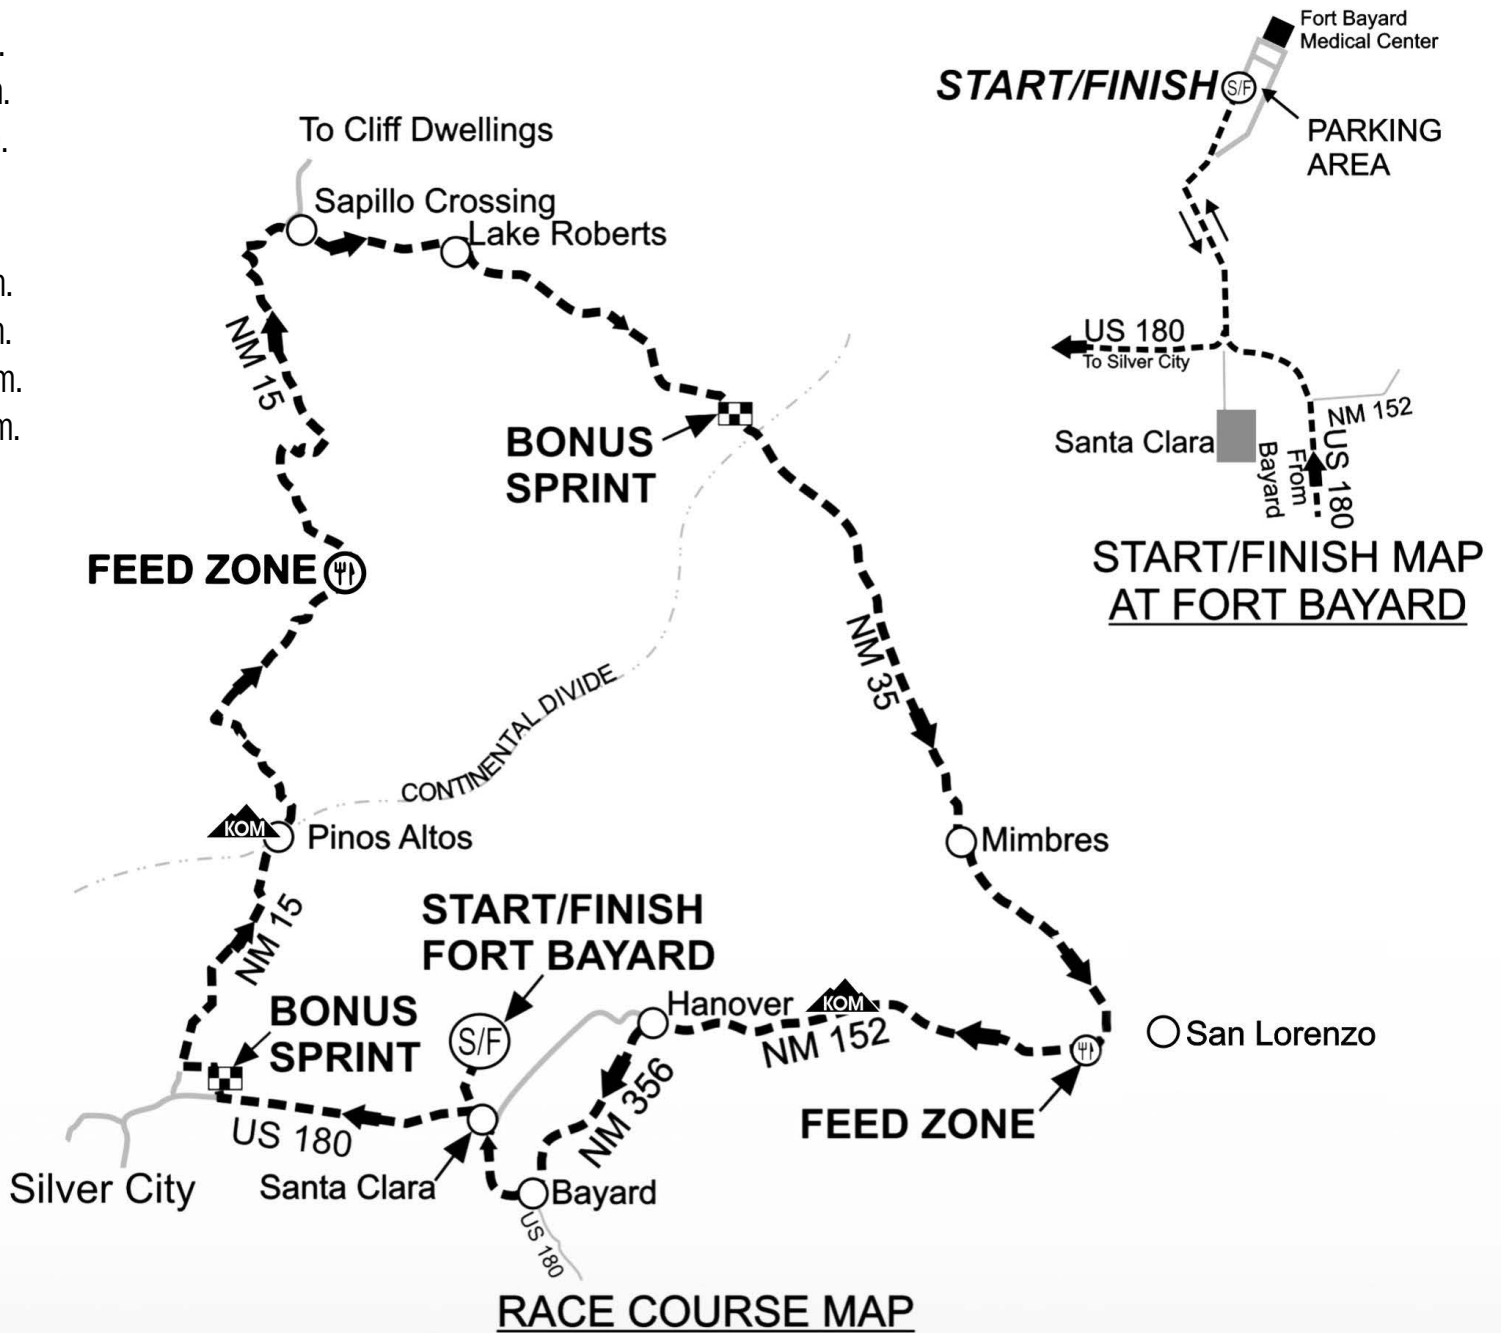 .
m.
.
m.
m.
m.
m.
Fort Bayard
Medical Center
START/FINISH
S/F
PARKING
AREA
US 180
To Silver City
NM 152
Santa Clara
Bayard
From
US 180
START/FINISH MAP
AT FORT BAYARD
To Cliff Dwellings
Sapillo Crossing
Lake Roberts
NM 15
BONUS
SPRINT
FEED ZONE
NM 35
CONTINENTAL DIVIDE
KOM
Pinos Altos
Mimbres
NM 15
START/FINISH
FORT BAYARD
S/F
BONUS
SPRINT
Hanover
KOM
NM 152
San Lorenzo
NM 356
FEED ZONE
US 180
Santa Clara
Bayard
Silver City
US 180
RACE COURSE MAP